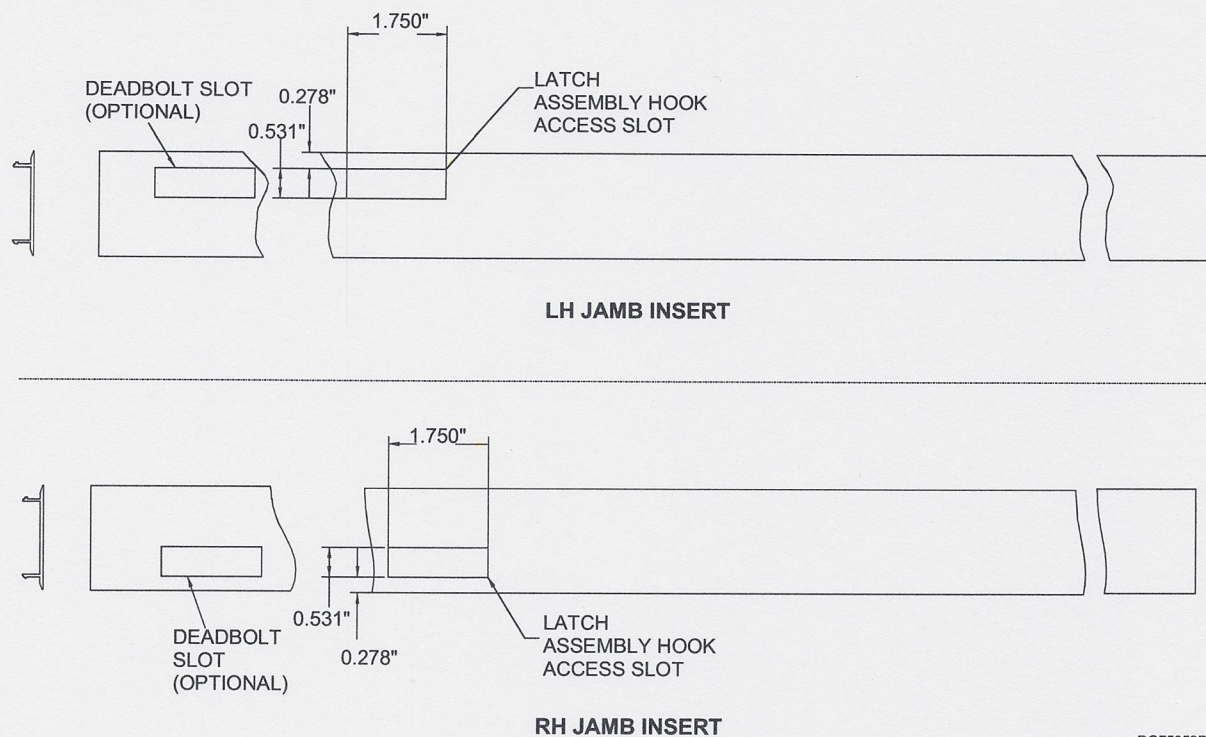 1.750"
DEADBOLT SLOT
(OPTIONAL)
0.278"
0.531"
LATCH
ASSEMBLY HOOK
ACCESS SLOT
LH JAMB INSERT
1.750"
0.531"
0.278"
DEADBOLT
SLOT
(OPTIONAL)
LATCH
ASSEMBLY HOOK
ACCESS SLOT
RH JAMB INSERT